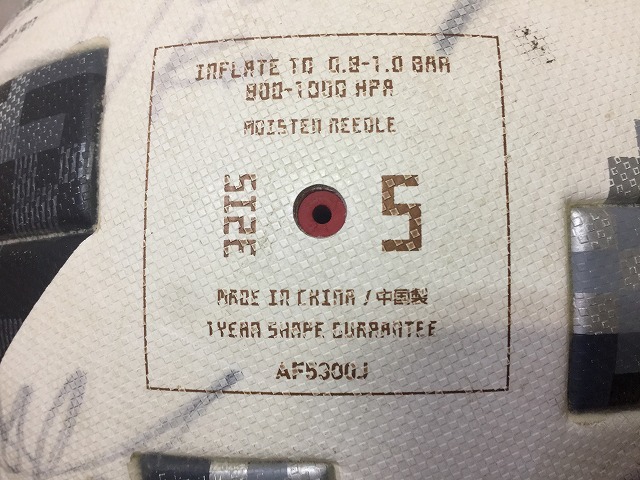 INFLATE TO 0.8-1.0 BAR
800-1000 HPA
MOISTEN NEEDLE
SIZE 5
MADE IN CHINA / 中国製
1YEAR SHAPE GURRANTEE
AF5300J